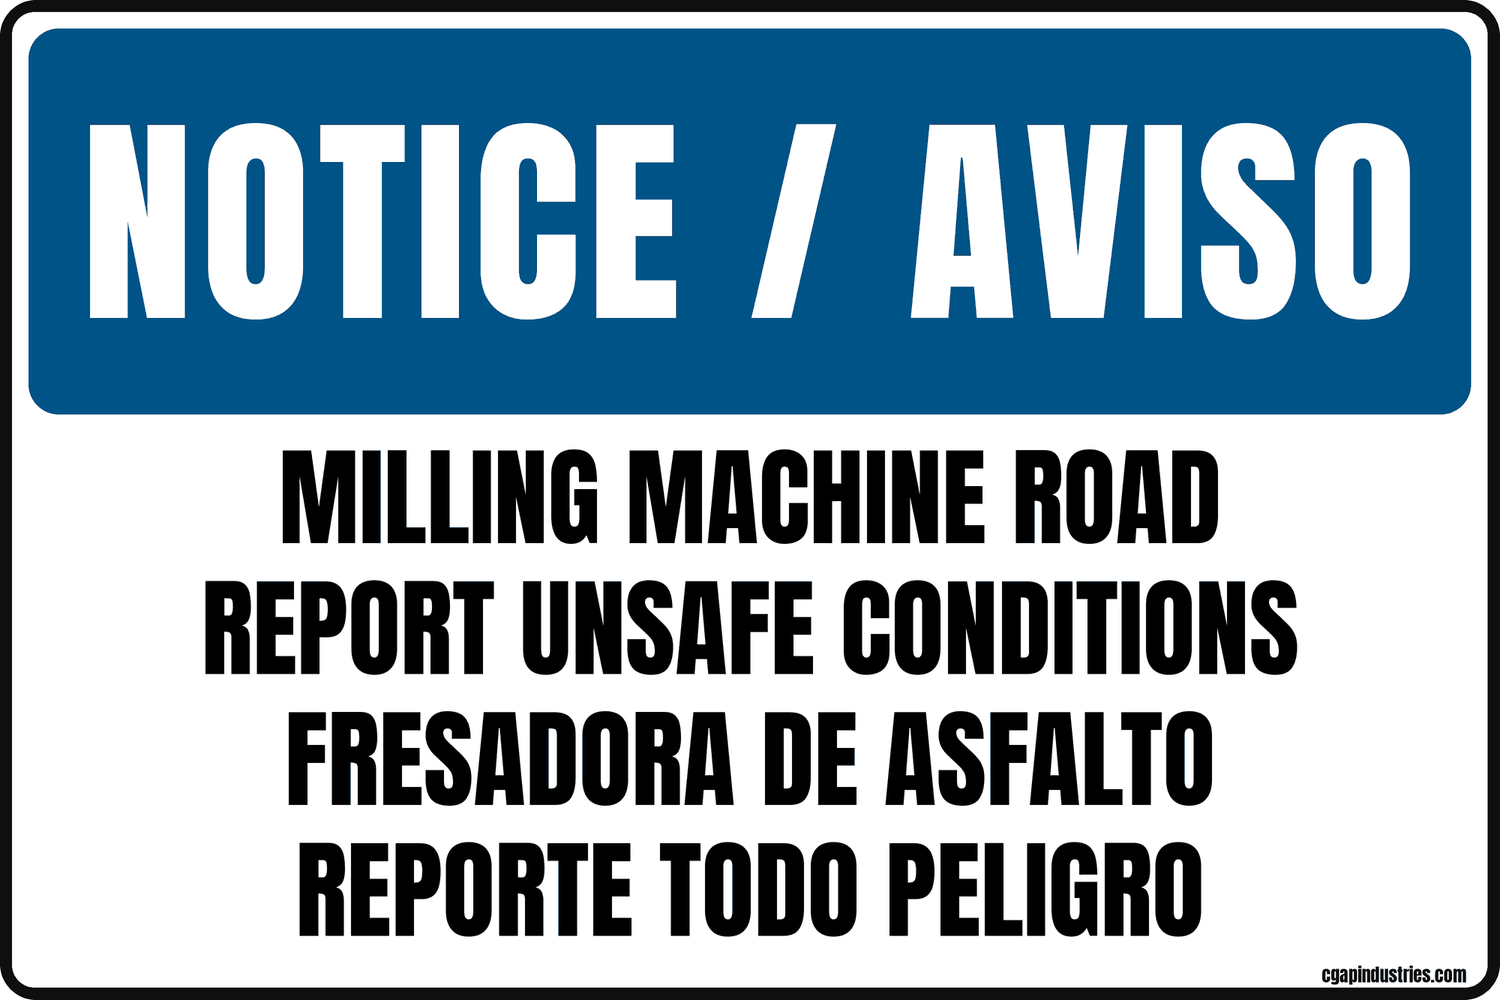 NOTICE / AVISO
MILLING MACHINE ROAD
REPORT UNSAFE CONDITIONS
FRESADORA DE ASFALTO
REPORTE TODO PELIGRO
cgapindustries.com